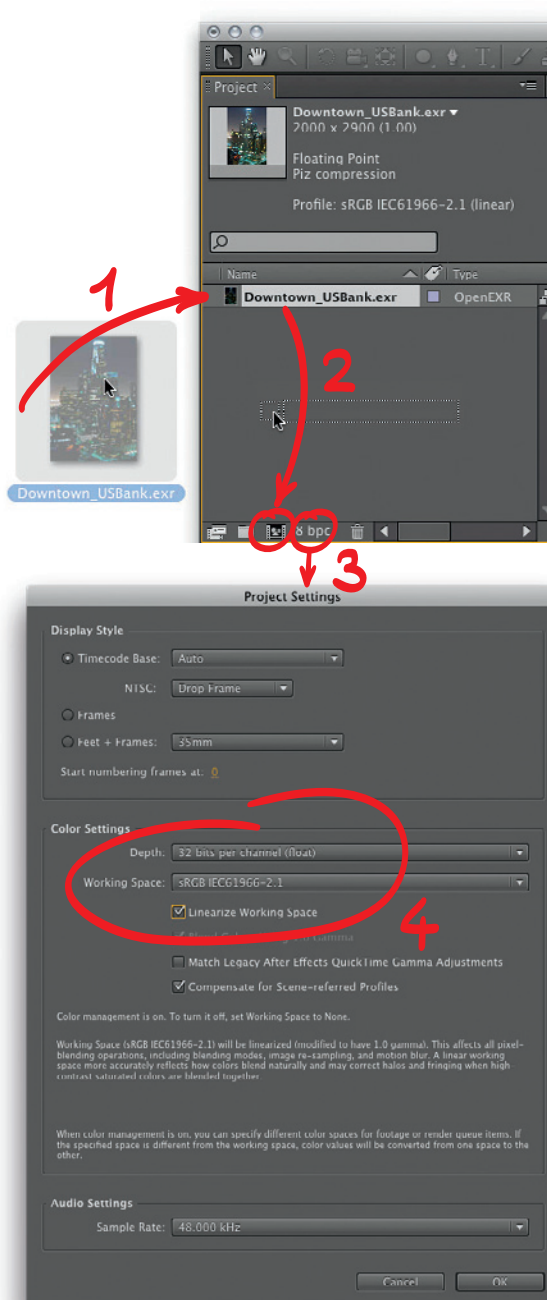 Project ×
Downtown_USBank.exr ▾
2000 x 2900 (1.00)
Floating Point
Piz compression
Profile: sRGB IEC61966-2.1 (linear)
Name Type
Downtown_USBank.exr OpenEXR
1
2
Downtown_USBank.exr
8 bpc
3
Project Settings
Display Style
Timecode Base: Auto
NTSC: Drop Frame
Frames
Feet + Frames: 35mm
Start numbering frames at: 0
Color Settings
Depth: 32 bits per channel (float)
Working Space: sRGB IEC61966-2.1
Linearize Working Space
4
Match Legacy After Effects QuickTime Gamma Adjustments
Compensate for Scene-referred Profiles
Color management is on. To turn it off, set Working Space to None.
Working Space (sRGB IEC61966-2.1) will be linearized (modified to have 1.0 gamma). This affects all pixel-
blending operations, including blending modes, image re-sampling, and motion blur. A linear working
space more accurately reflects how colors blend naturally and may correct halos and fringing when high
contrast saturated colors are blended together.
When color management is on, you can specify different color spaces for footage or render queue items. If
the specified space is different from the working space, color values will be converted from one space to the
other.
Audio Settings
Sample Rate: 48.000 kHz
Cancel OK